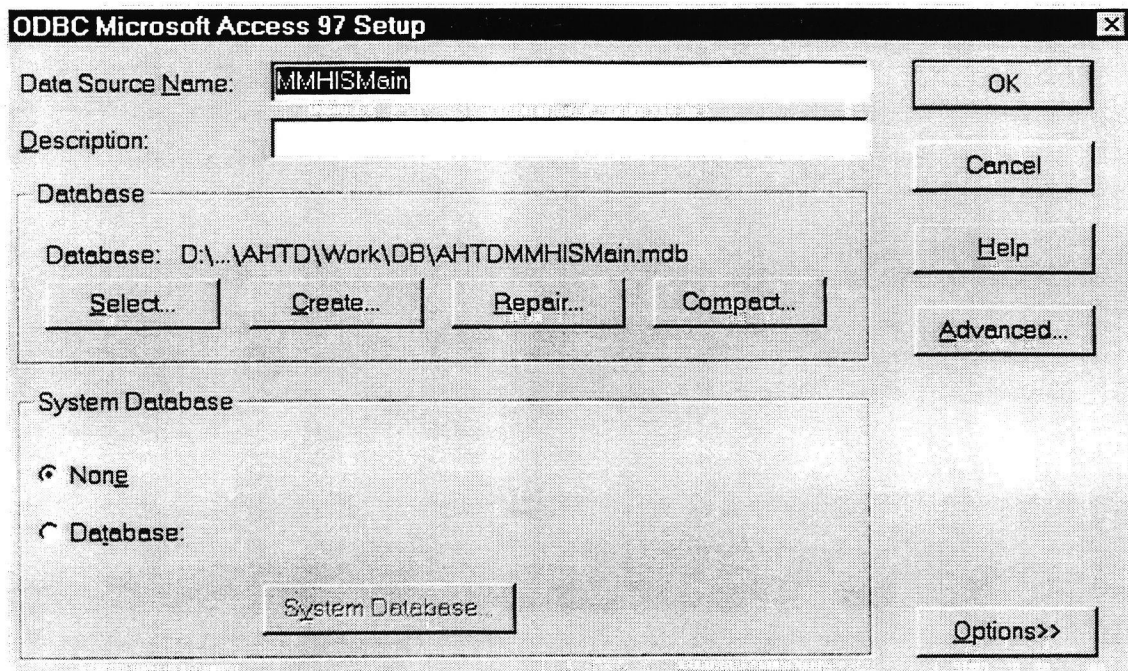 ODBC Microsoft Access 97 Setup
Data Source Name: MMHISMain
OK
Description:
Cancel
Database
Database: D:\...\AHTD\Work\DB\AHTDMMHISMain.mdb
Help
Select... Create... Repair... Compact...
Advanced...
System Database
None
Database:
System Database...
Options>>